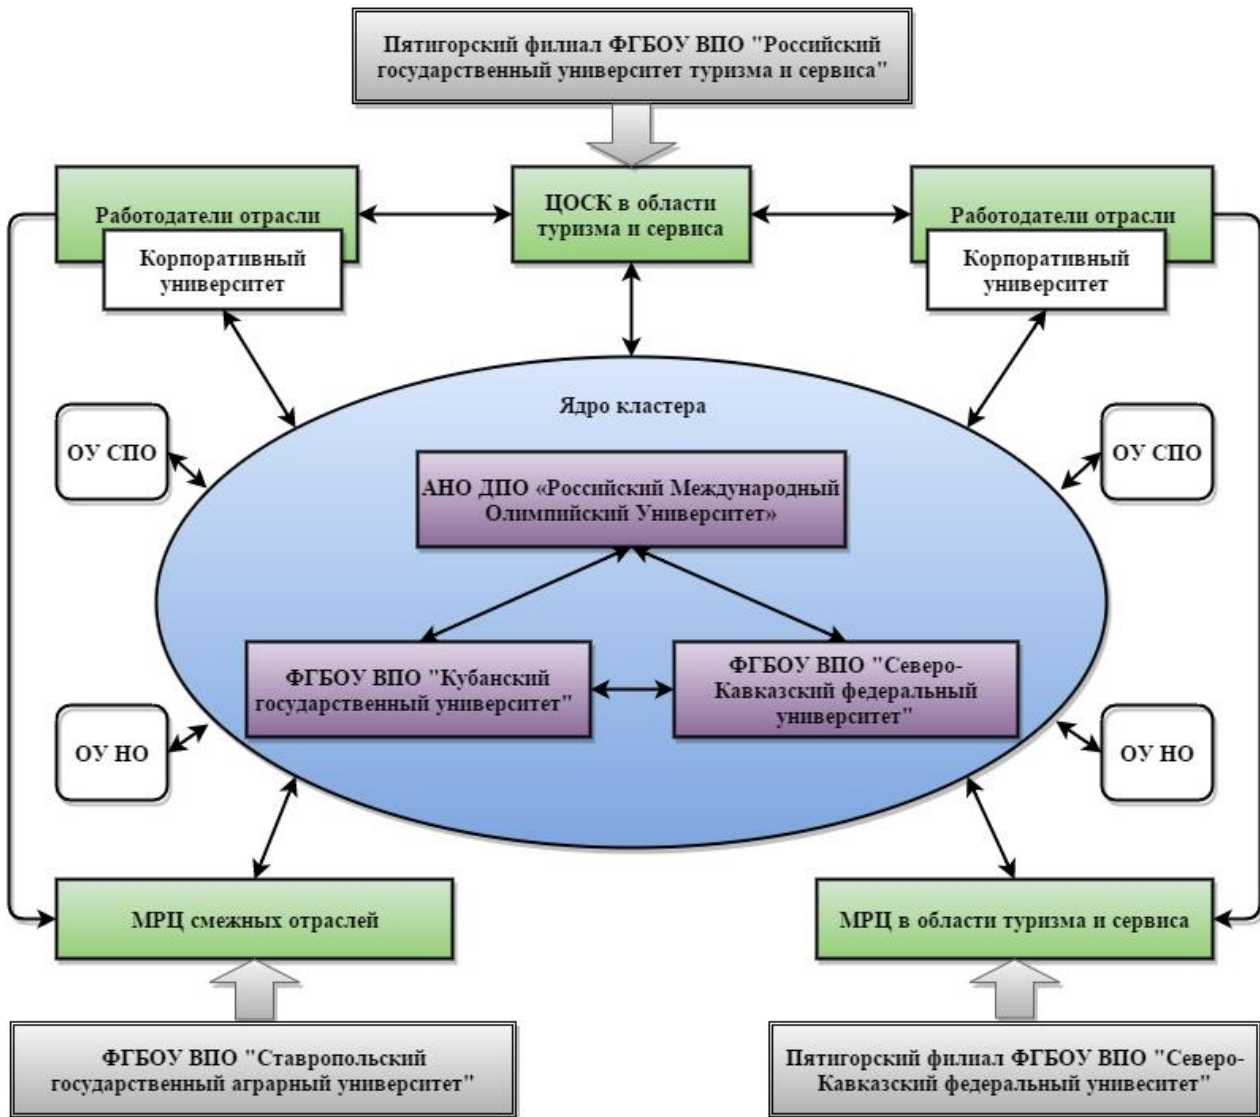 Пятигорский филиал ФГБОУ ВПО "Российский
государственный университет туризма и сервиса"
Работодатели отрасли
Корпоративный
университет
ЦОСК в области
туризма и сервиса
Работодатели отрасли
Корпоративный
университет
Ядро кластера
ОУ СПО
ОУ СПО
АНО ДПО «Российский Международный
Олимпийский Университет»
ФГБОУ ВПО "Кубанский
государственный университет"
ФГБОУ ВПО "Северо-
Кавказский федеральный
университет"
ОУ НО
ОУ НО
МРЦ смежных отраслей
МРЦ в области туризма и сервиса
ФГБОУ ВПО "Ставропольский
государственный аграрный университет"
Пятигорский филиал ФГБОУ ВПО "Северо-
Кавказский федеральный унивеситет"